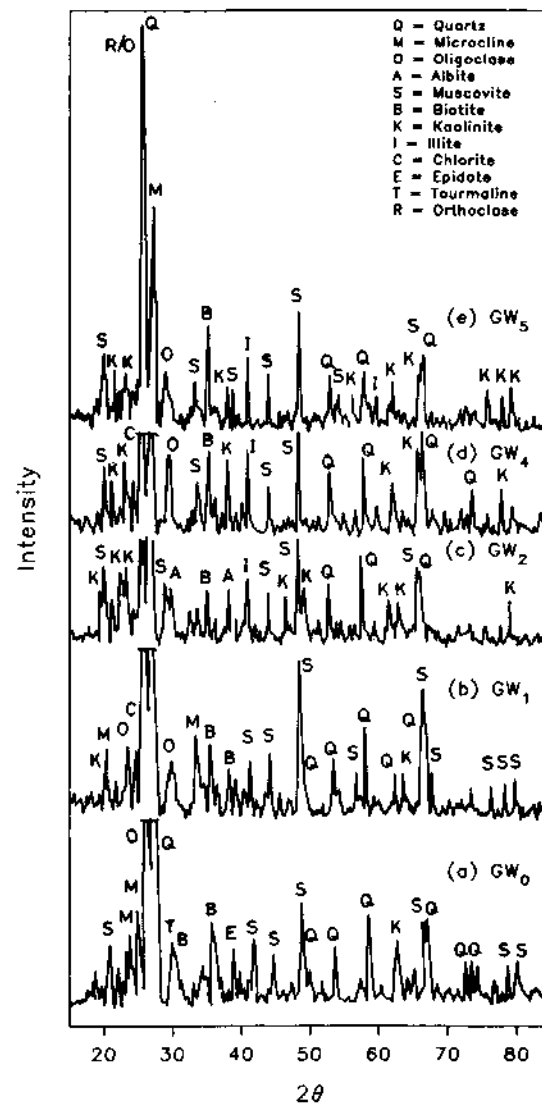 Q
R/O
Q – Quartz
M – Microcline
O – Oligoclase
A – Albite
S – Muscovite
B – Biotite
K – Kaolinite
I – Illite
C – Chlorite
E – Epidote
T – Tourmaline
R – Orthoclase
M
S K K O S B K S I S S Q S Q K I K K S Q K K K
(e) GW5
C
S K K O S B K I S S Q Q K K Q Q K
(d) GW4
K S K K S A B A I S K S K Q Q K K S Q K
(c) GW2
K M O C O M B B S S S Q Q S Q K Q S S S S S
(b) GW1
S M M O Q T B B E S S S Q Q Q K S Q Q Q S S
(a) GW0
Intensity
20 30 40 50 60 70 80
2θ